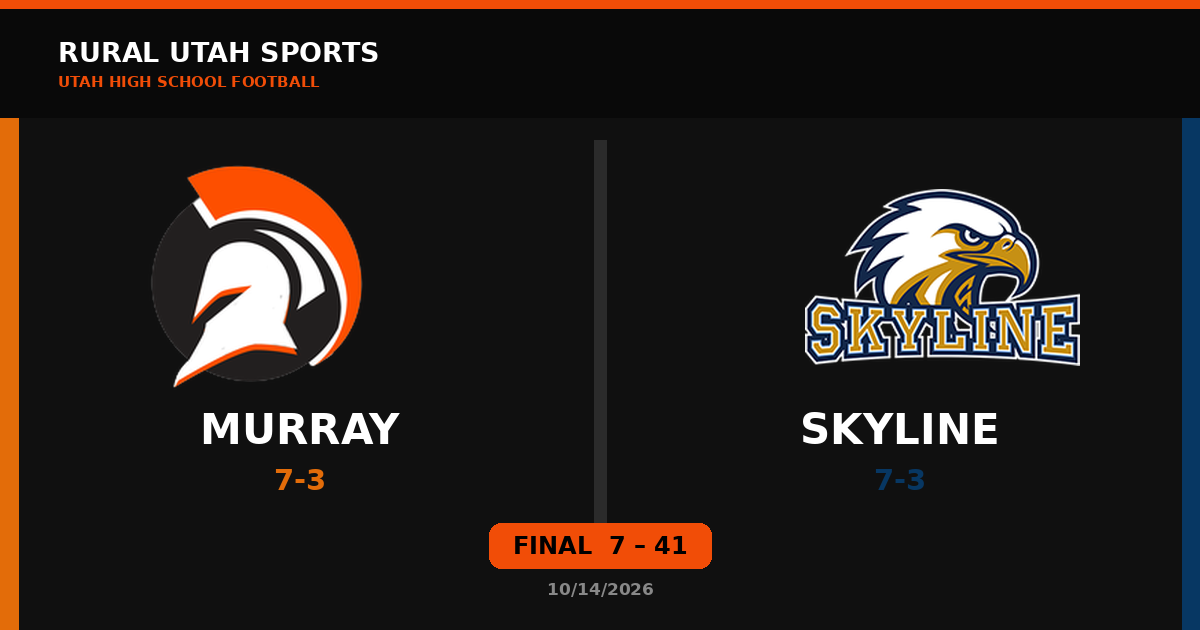 RURAL UTAH SPORTS
UTAH HIGH SCHOOL FOOTBALL
SKYLINE
MURRAY
SKYLINE
7-3
7-3
FINAL 7 – 41
10/14/2026